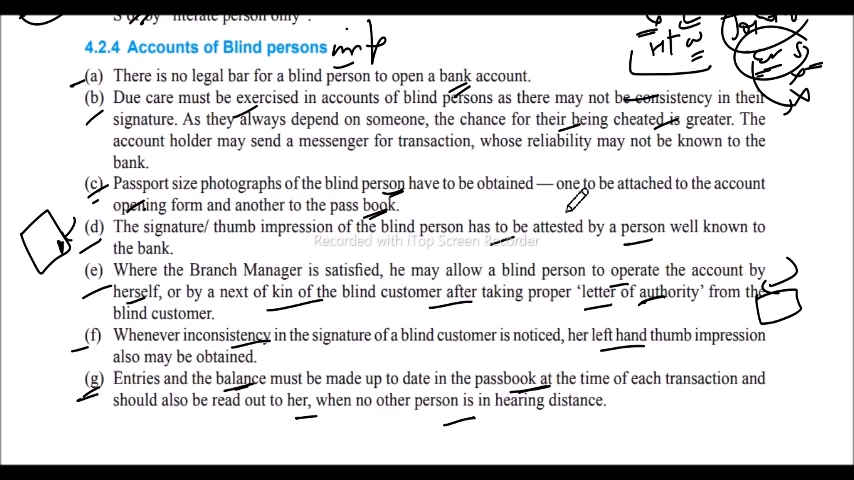 by "literate person only".
4.2.4 Accounts of Blind persons imp
(a) There is no legal bar for a blind person to open a bank account.
(b) Due care must be exercised in accounts of blind persons as there may not be consistency in their
signature. As they always depend on someone, the chance for their being cheated is greater. The
account holder may send a messenger for transaction, whose reliability may not be known to the
bank.
(c) Passport size photographs of the blind person have to be obtained — one to be attached to the account
opening form and another to the pass book.
(d) The signature/ thumb impression of the blind person has to be attested by a person well known to
the bank.
Recorded with iTop Screen Recorder
(e) Where the Branch Manager is satisfied, he may allow a blind person to operate the account by
herself, or by a next of kin of the blind customer after taking proper 'letter of authority' from the
blind customer.
(f) Whenever inconsistency in the signature of a blind customer is noticed, her left hand thumb impression
also may be obtained.
(g) Entries and the balance must be made up to date in the passbook at the time of each transaction and
should also be read out to her, when no other person is in hearing distance.